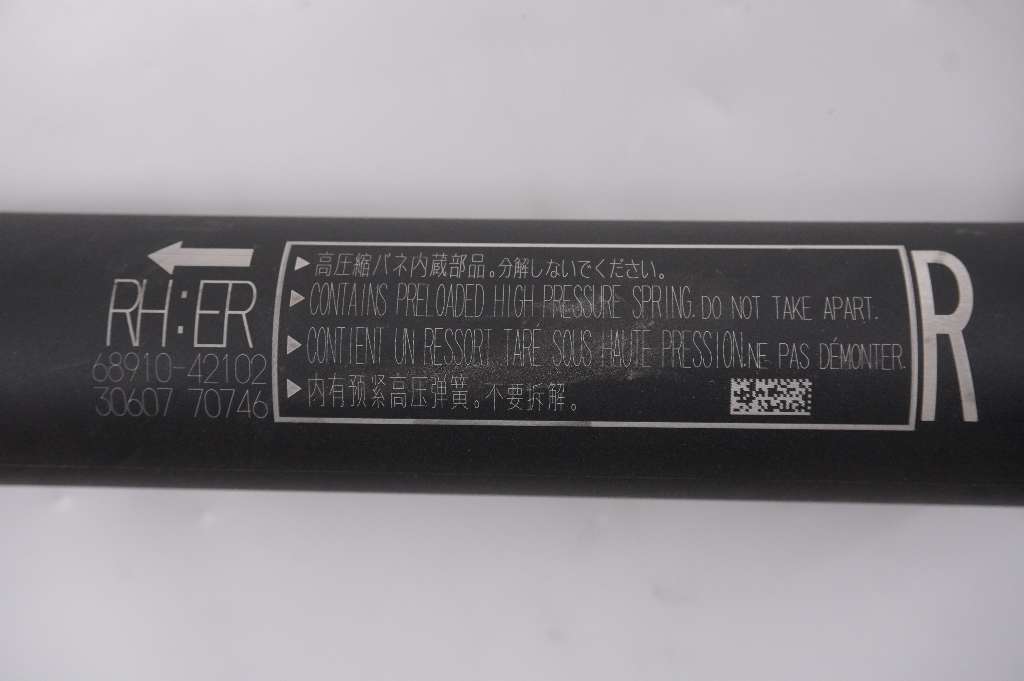 RH:ER
68910-42102
30607 70746
高圧縮バネ内蔵部品。分解しないでください。
CONTAINS PRELOADED HIGH PRESSURE SPRING. DO NOT TAKE APART.
CONTIENT UN RESSORT TARÉ SOUS HAUTE PRESSION. NE PAS DÉMONTER.
内有预紧高压弹簧。不要拆解。
R